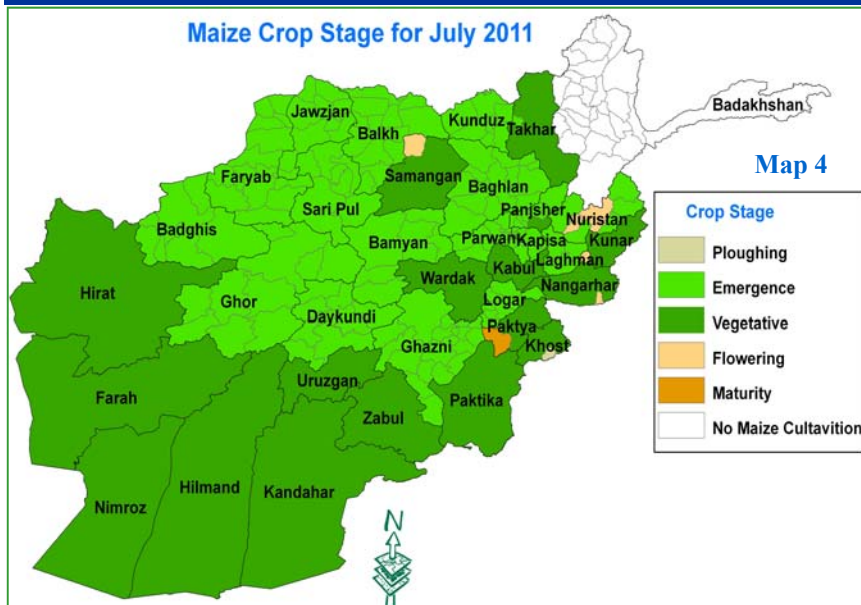 Maize Crop Stage for July 2011
Badakhshan
Jawzjan
Balkh
Kunduz
Takhar
Map 4
Samangan
Faryab
Baghlan
Sari Pul
Panjsher
Nuristan
Badghis
Bamyan
Parwan
Kapisa
Kunar
Laghman
Hirat
Wardak
Kabul
Nangarhar
Ghor
Logar
Daykundi
Paktya
Ghazni
Khost
Uruzgan
Farah
Zabul
Paktika
Hilmand
Kandahar
Nimroz
Crop Stage
Ploughing
Emergence
Vegetative
Flowering
Maturity
No Maize Cultavition
N